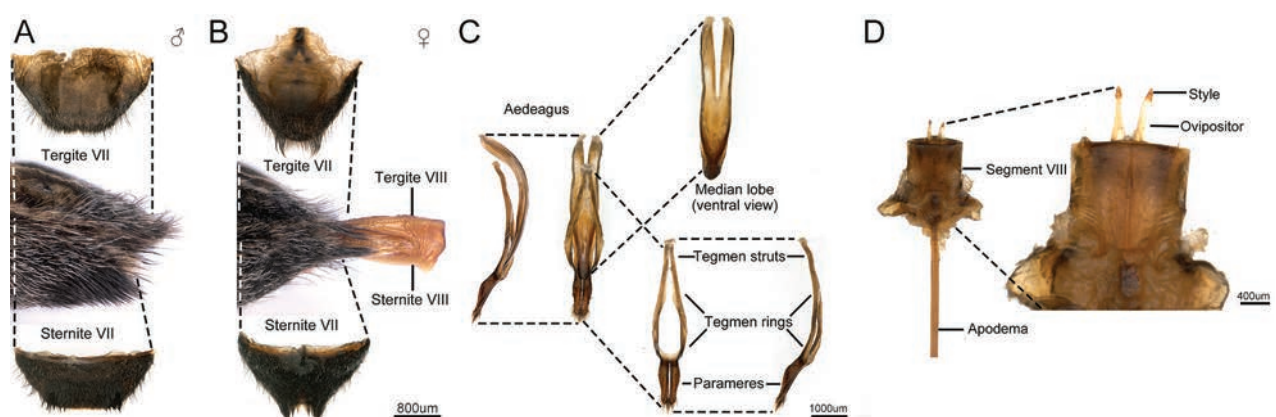 A
♂
Tergite VII
Sternite VII
B
♀
Tergite VII
Tergite VIII
Sternite VIII
Sternite VII
800um
C
Aedeagus
Median lobe
(ventral view)
Tegmen struts
Tegmen rings
Parameres
1000um
D
Style
Ovipositor
Segment VIII
Apodema
400um